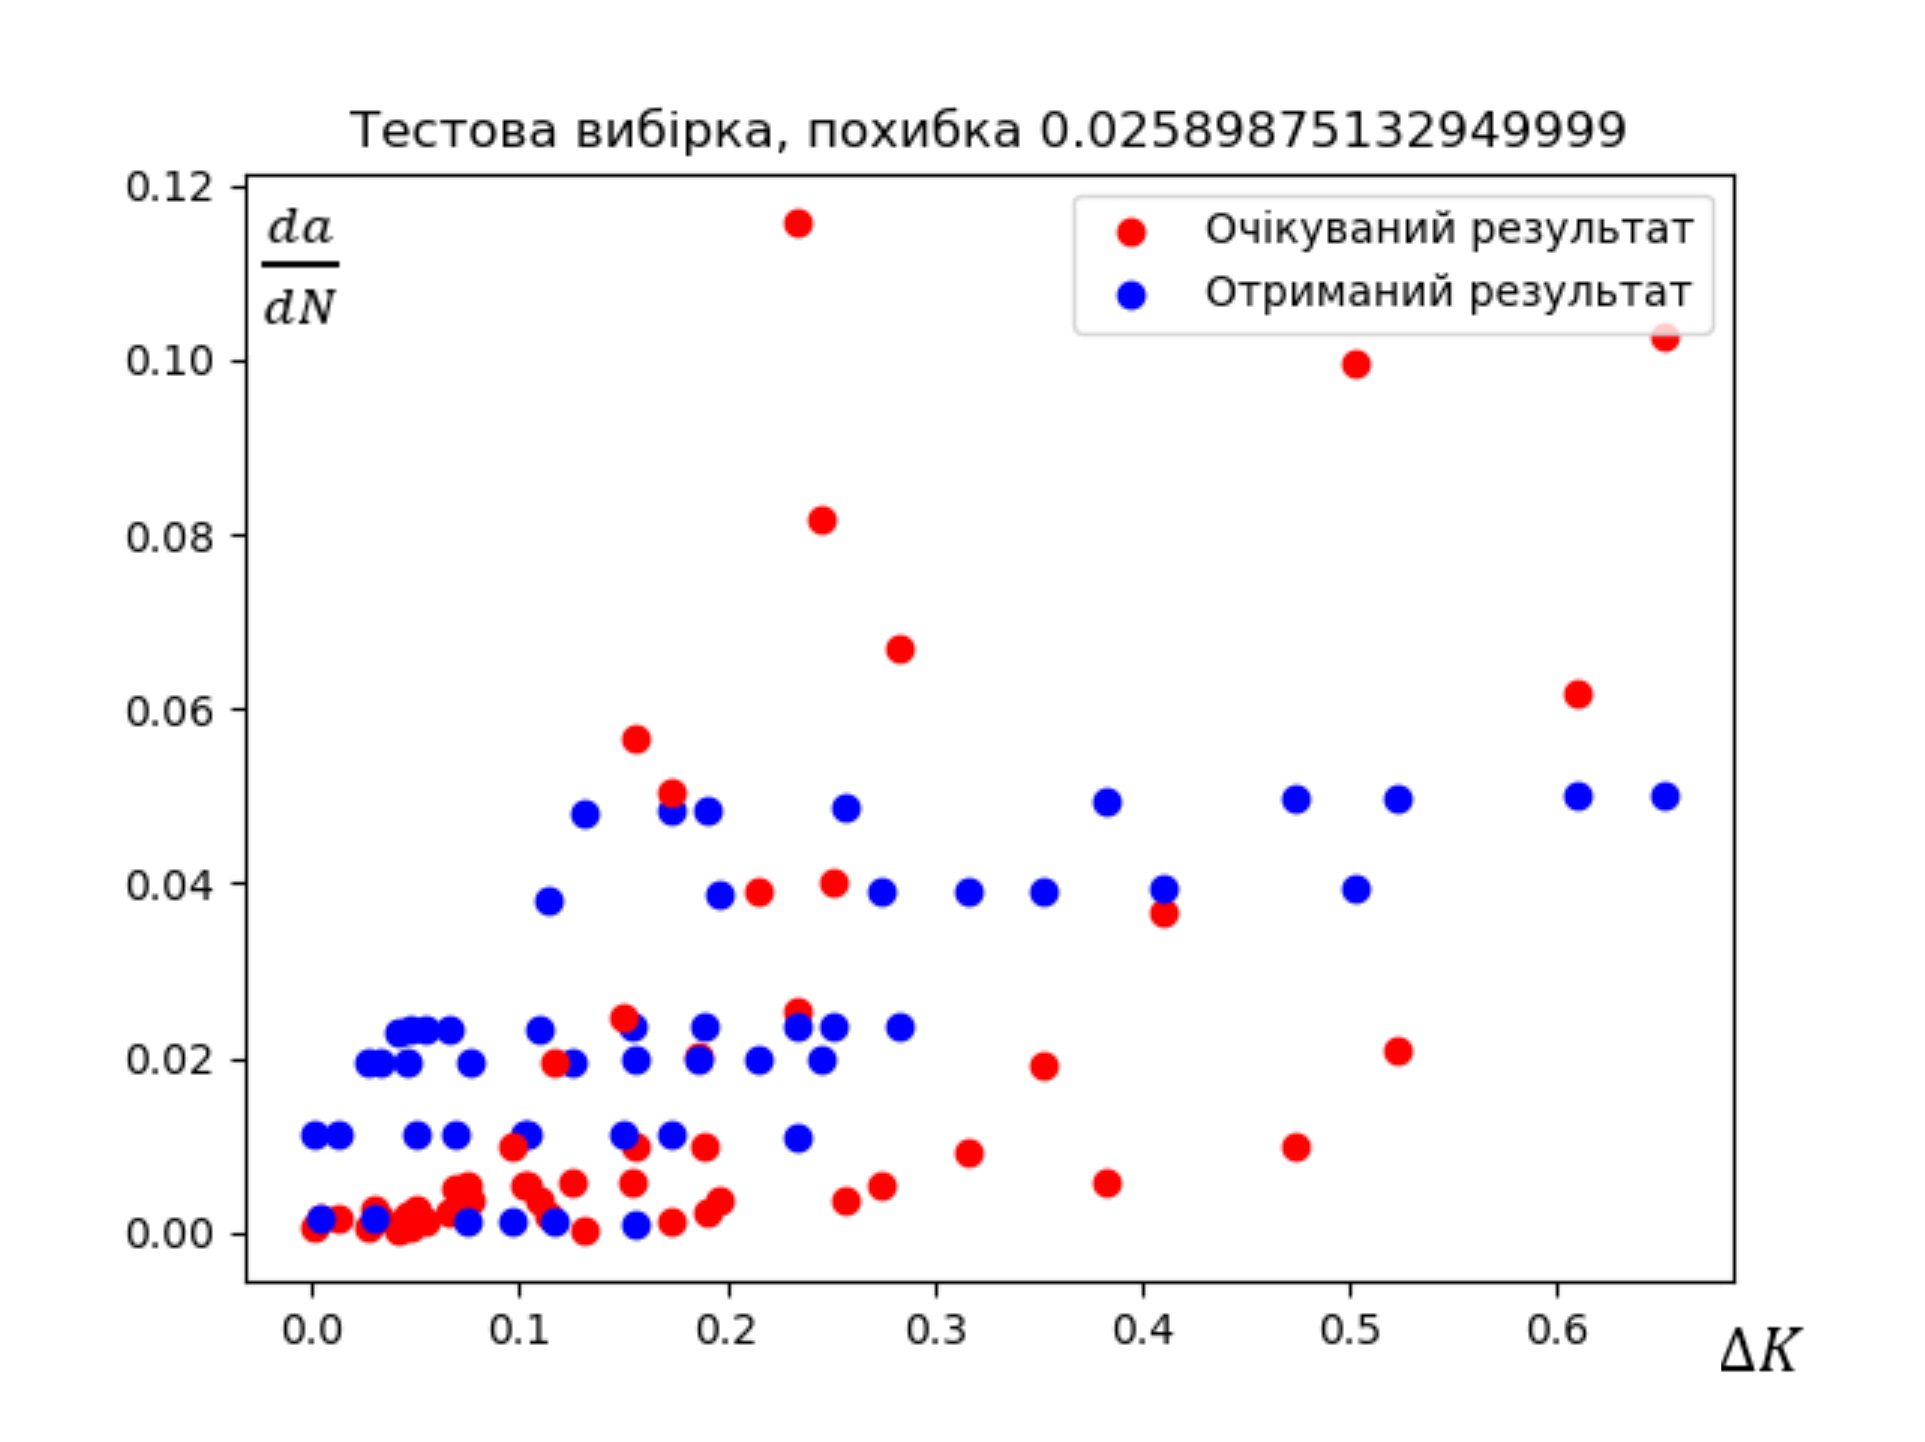 Тестова вибірка, похибка 0.02589875132949999
0.12
da
dN
Очікуваний результат
Отриманий результат
0.10
0.08
0.06
0.04
0.02
0.00
0.0 0.1 0.2 0.3 0.4 0.5 0.6
ΔK